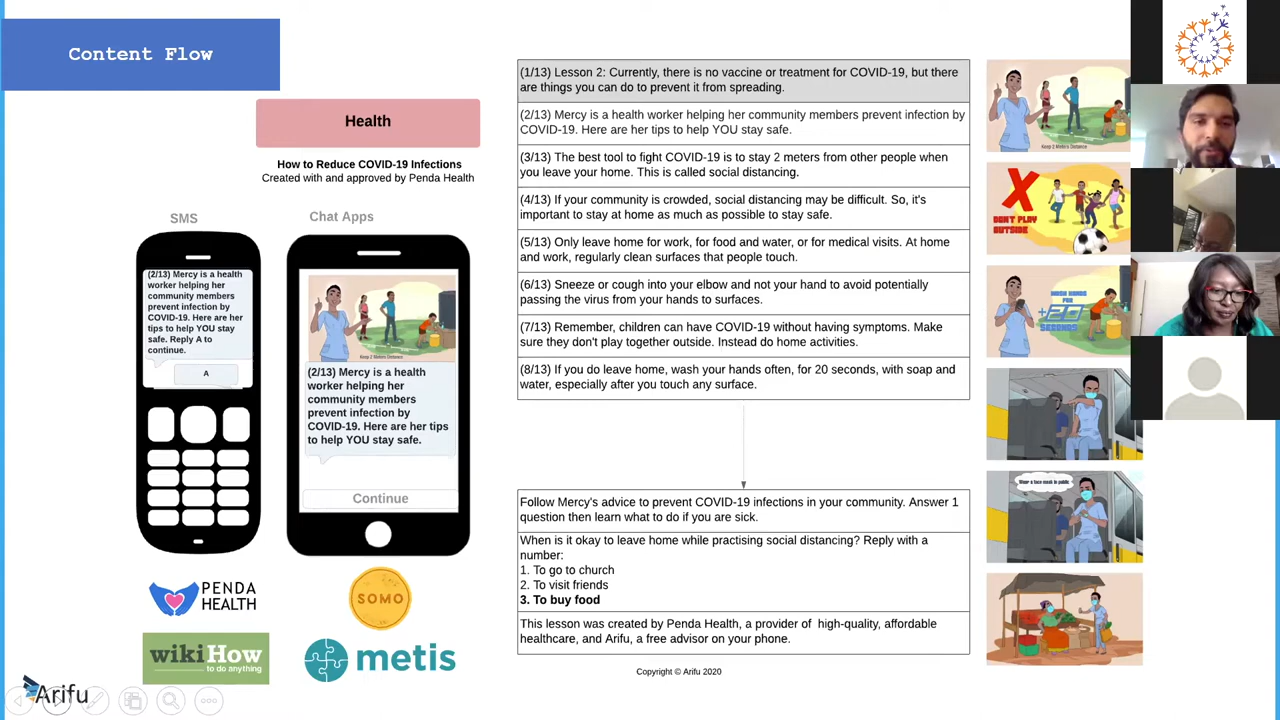 Content Flow
Health
How to Reduce COVID-19 Infections
Created with and approved by Penda Health
SMS
Chat Apps
(2/13) Mercy is a health
worker helping her
community members
prevent infection by
COVID-19. Here are her
tips to help YOU stay
safe. Reply A to
continue.
A
Keep 2 Meters Distance
(2/13) Mercy is a health
worker helping her
community members
prevent infection by
COVID-19. Here are her tips
to help YOU stay safe.
Continue
PENDA
HEALTH
SOMO
wikiHow
to do anything
metis
Arifu
(1/13) Lesson 2: Currently, there is no vaccine or treatment for COVID-19, but there
are things you can do to prevent it from spreading.
(2/13) Mercy is a health worker helping her community members prevent infection by
COVID-19. Here are her tips to help YOU stay safe.
(3/13) The best tool to fight COVID-19 is to stay 2 meters from other people when
you leave your home. This is called social distancing.
(4/13) If your community is crowded, social distancing may be difficult. So, it's
important to stay at home as much as possible to stay safe.
(5/13) Only leave home for work, for food and water, or for medical visits. At home
and work, regularly clean surfaces that people touch.
(6/13) Sneeze or cough into your elbow and not your hand to avoid potentially
passing the virus from your hands to surfaces.
(7/13) Remember, children can have COVID-19 without having symptoms. Make
sure they don't play together outside. Instead do home activities.
(8/13) If you do leave home, wash your hands often, for 20 seconds, with soap and
water, especially after you touch any surface.
Follow Mercy's advice to prevent COVID-19 infections in your community. Answer 1
question then learn what to do if you are sick.
When is it okay to leave home while practising social distancing? Reply with a
number:
1. To go to church
2. To visit friends
3. To buy food
This lesson was created by Penda Health, a provider of high-quality, affordable
healthcare, and Arifu, a free advisor on your phone.
Copyright © Arifu 2020
Keep 2 Meters Distance
X
DON'T PLAY
OUTSIDE
WASH HANDS
FOR
+20
SECONDS
Wear a face mask in public